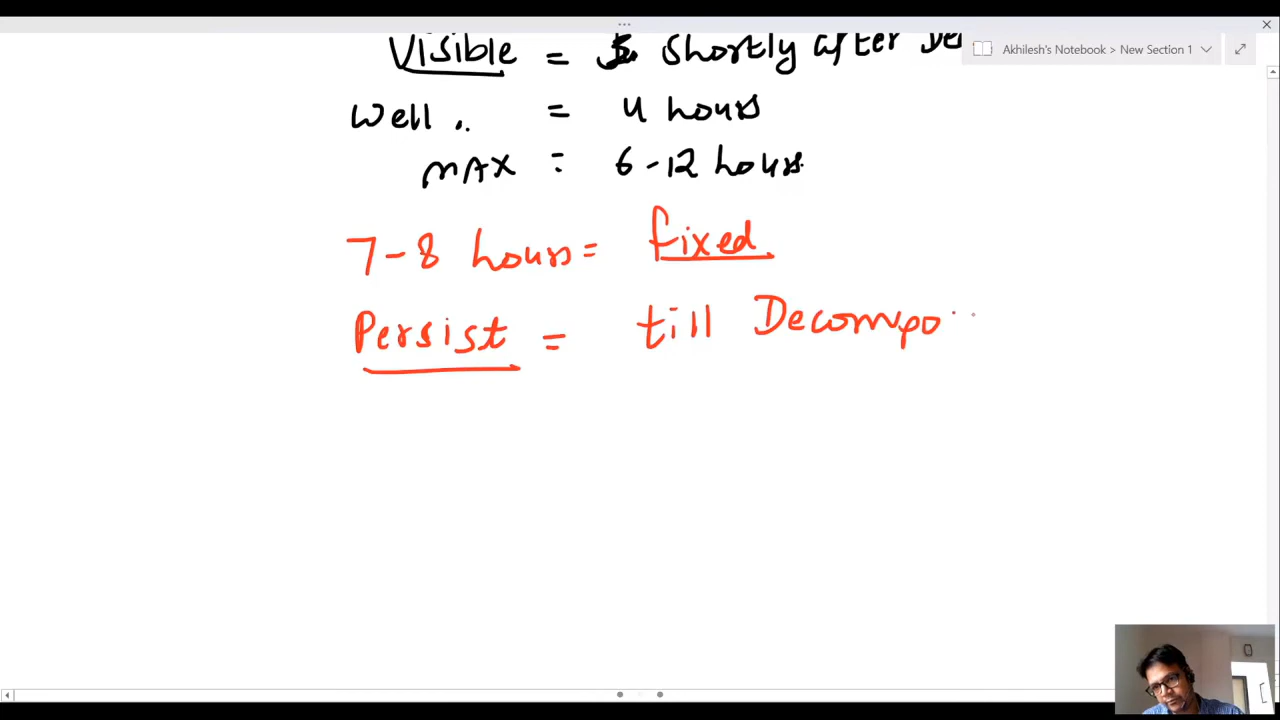 Akhilesh's Notebook > New Section 1
Visible = shortly after
Well . = 4 hours
MAX = 6-12 hours
7-8 hours = fixed
Persist = till Decompo